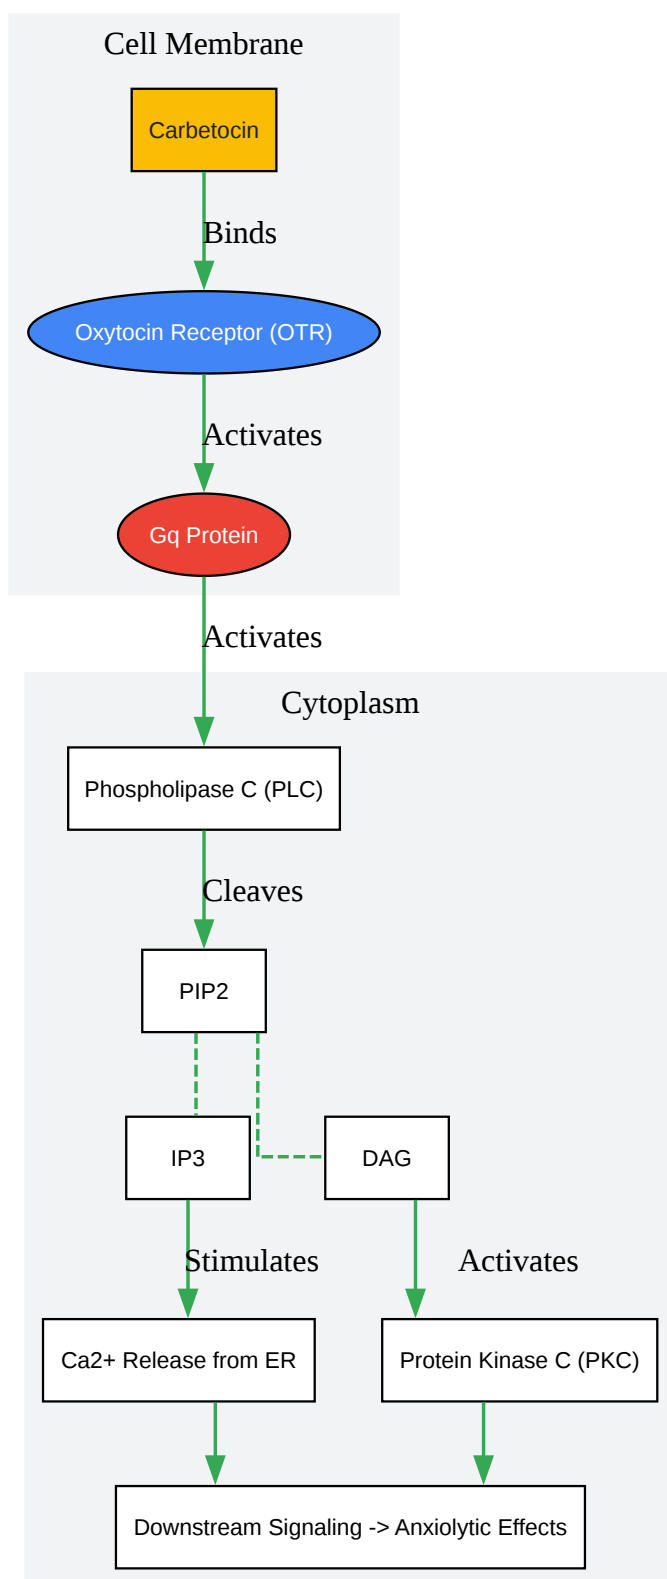 Cell Membrane
Carbetocin
Binds
Oxytocin Receptor (OTR)
Activates
Gq Protein
Activates
Cytoplasm
Phospholipase C (PLC)
Cleaves
PIP2
IP3
DAG
Stimulates
Activates
Ca2+ Release from ER
Protein Kinase C (PKC)
Downstream Signaling -> Anxiolytic Effects